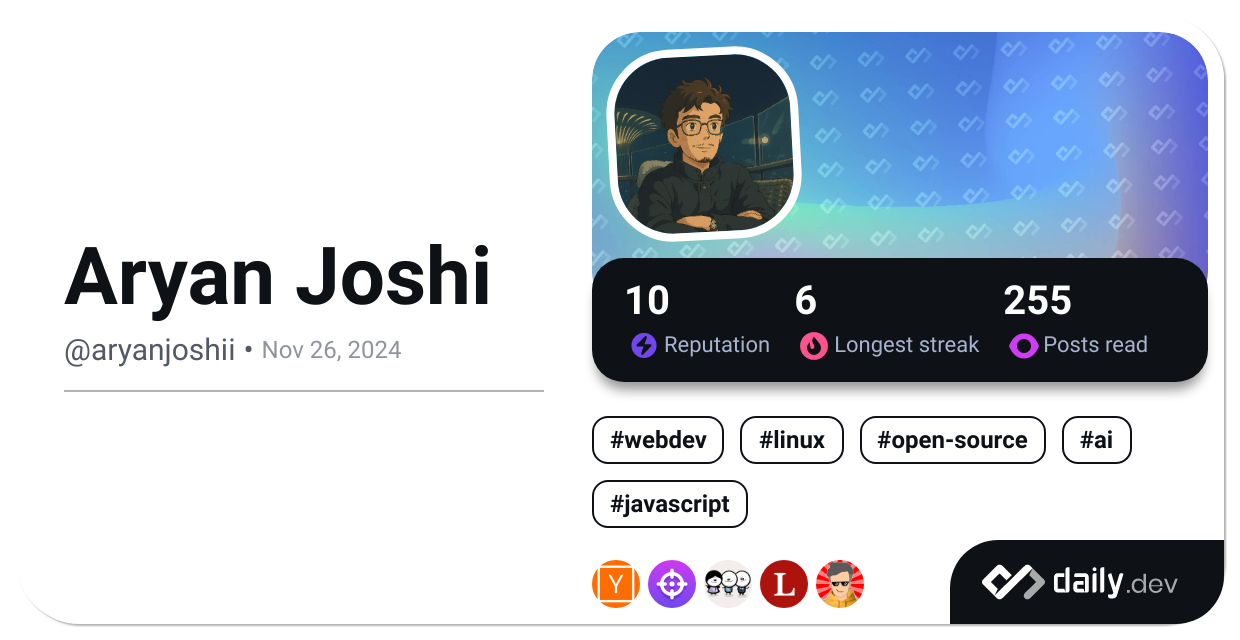 Aryan Joshi
@aryanjoshii • Nov 26, 2024
10 6 255
Reputation Longest streak Posts read
#webdev #linux #open-source #ai
#javascript
Y L
daily.dev